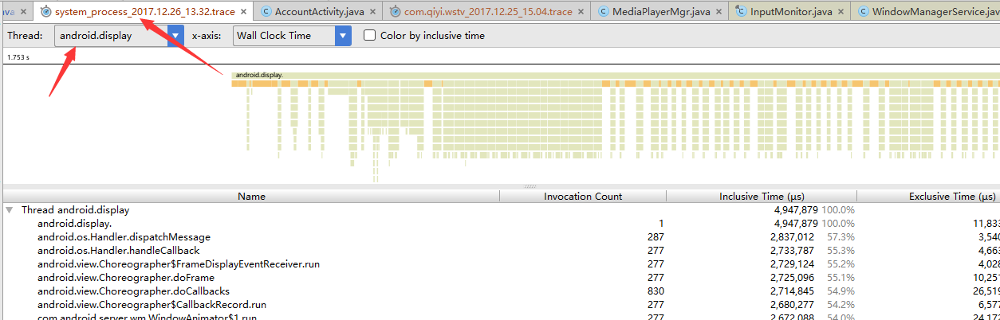 ava × system_process_2017.12.26_13.32.trace × AccountActivity.java × com.qiyi.wstv_2017.12.25_15.04.trace × MediaPlayerMgr.java × InputMonitor.java × WindowManagerService.java
Thread: android.display x-axis: Wall Clock Time Color by inclusive time
1.753 s
android.display.
Name Invocation Count Inclusive Time (µs) Exclusive Time (µs)
Thread android.display 4,947,879 100.0%
android.display. 1 4,947,879 100.0% 11,833
android.os.Handler.dispatchMessage 287 2,837,012 57.3% 3,540
android.os.Handler.handleCallback 277 2,733,787 55.3% 4,663
android.view.Choreographer$FrameDisplayEventReceiver.run 277 2,729,124 55.2% 4,028
android.view.Choreographer.doFrame 277 2,725,096 55.1% 10,251
android.view.Choreographer.doCallbacks 830 2,714,845 54.9% 26,519
android.view.Choreographer$CallbackRecord.run 277 2,680,277 54.2% 6,577
com.android.server.wm.WindowAnimator$1.run 277 2,672,088 54.0% 24,172